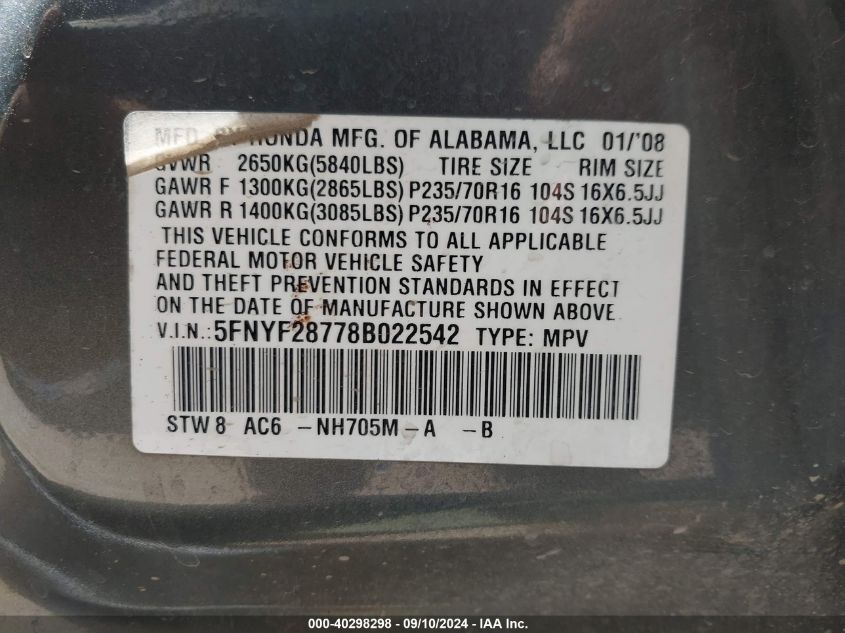 MFD. BY HONDA MFG. OF ALABAMA, LLC 01/'08
GVWR 2650KG(5840LBS) TIRE SIZE RIM SIZE
GAWR F 1300KG(2865LBS) P235/70R16 104S 16X6.5JJ
GAWR R 1400KG(3085LBS) P235/70R16 104S 16X6.5JJ
THIS VEHICLE CONFORMS TO ALL APPLICABLE
FEDERAL MOTOR VEHICLE SAFETY
AND THEFT PREVENTION STANDARDS IN EFFECT
ON THE DATE OF MANUFACTURE SHOWN ABOVE.
V.I.N.: 5FNYF28778B022542 TYPE: MPV
STW8 AC6 -NH705M-A -B
000-40298298 - 09/10/2024 - IAA Inc.